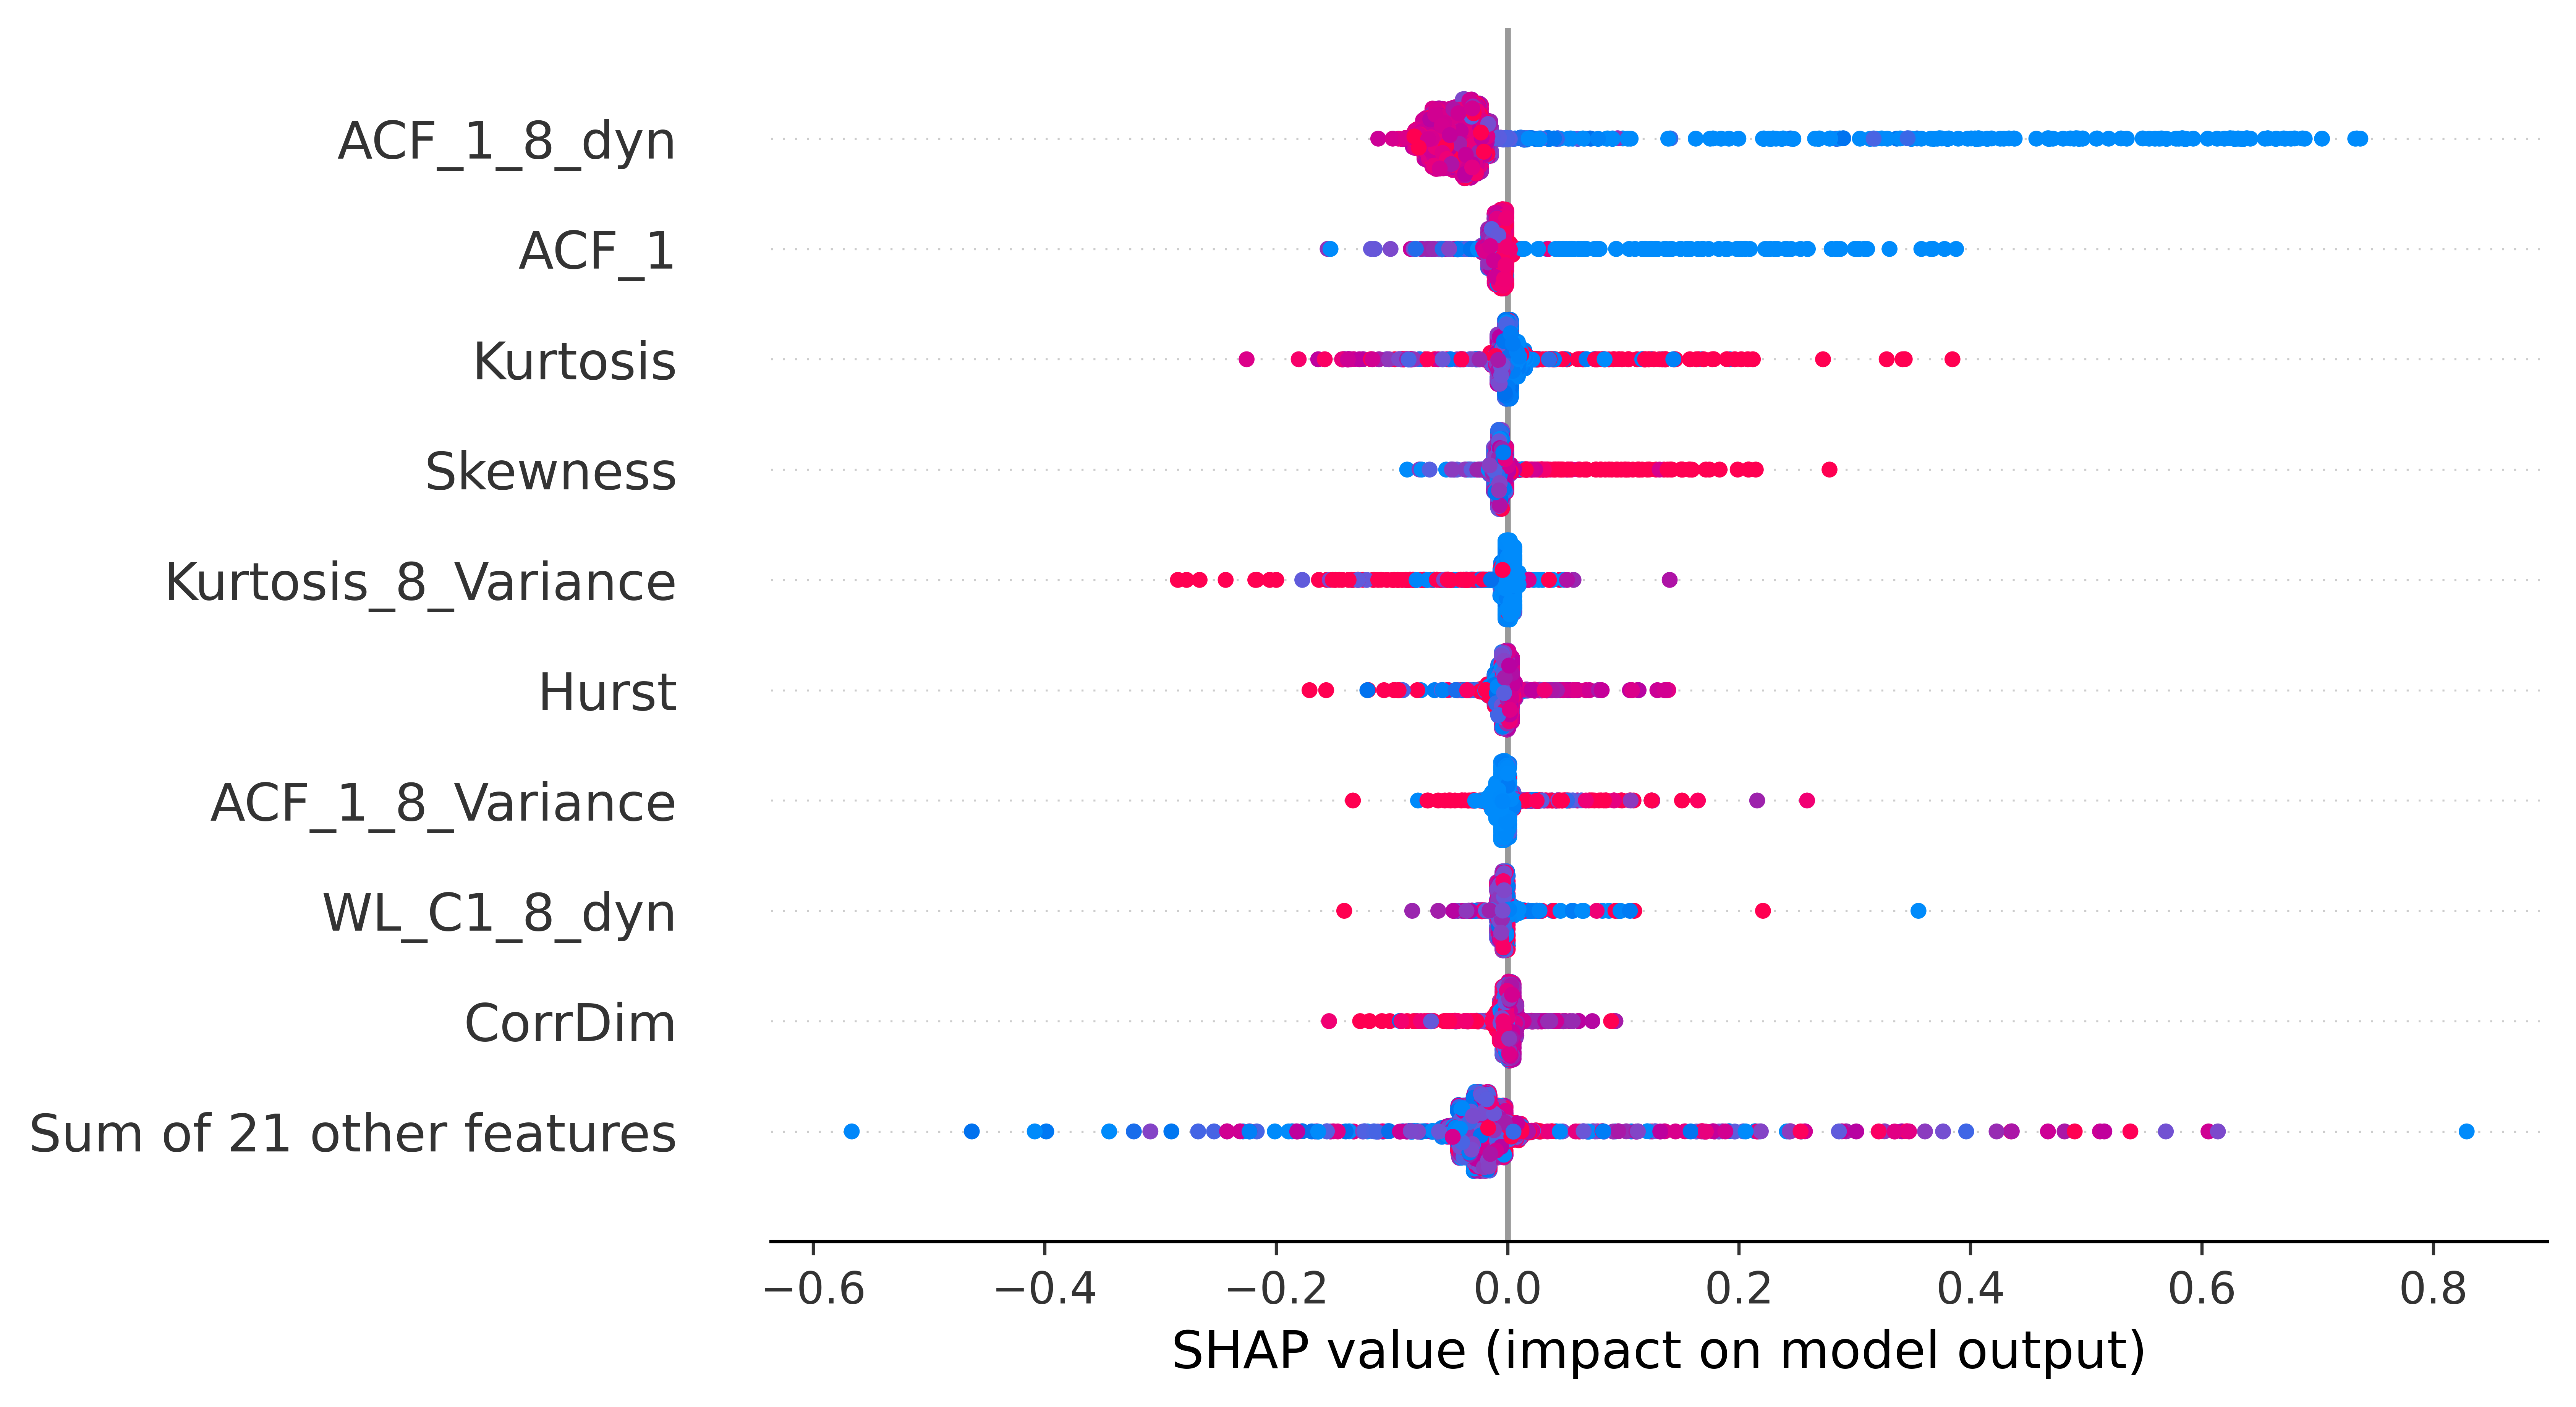 ACF_1_8_dyn
ACF_1
Kurtosis
Skewness
Kurtosis_8_Variance
Hurst
ACF_1_8_Variance
WL_C1_8_dyn
CorrDim
Sum of 21 other features
−0.6 −0.4 −0.2 0.0 0.2 0.4 0.6 0.8
SHAP value (impact on model output)